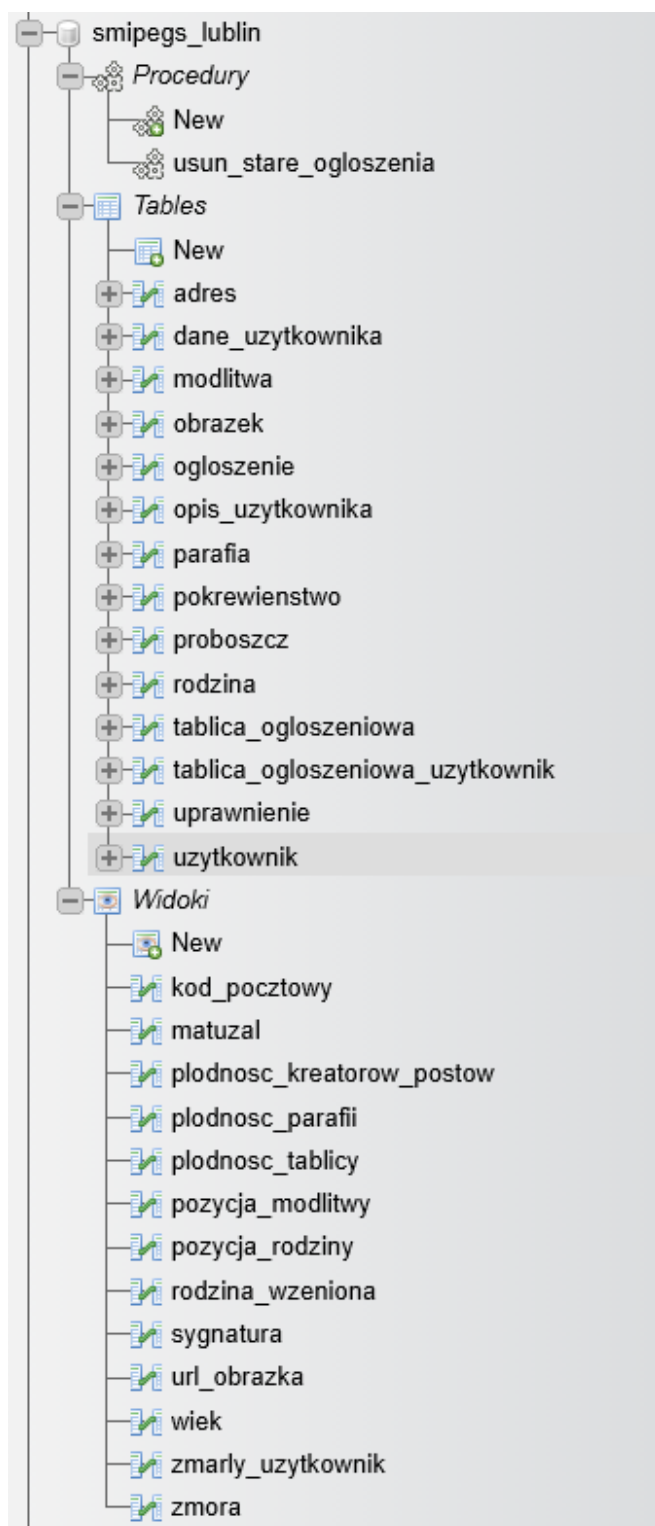 smipegs_lublin
Procedury
New
usun_stare_ogloszenia
Tables
New
adres
dane_uzytkownika
modlitwa
obrazek
ogloszenie
opis_uzytkownika
parafia
pokrewienstwo
proboszcz
rodzina
tablica_ogloszeniowa
tablica_ogloszeniowa_uzytkownik
uprawnienie
uzytkownik
Widoki
New
kod_pocztowy
matuzal
plodnosc_kreatorow_postow
plodnosc_parafii
plodnosc_tablicy
pozycja_modlitwy
pozycja_rodziny
rodzina_wzeniona
sygnatura
url_obrazka
wiek
zmarly_uzytkownik
zmora